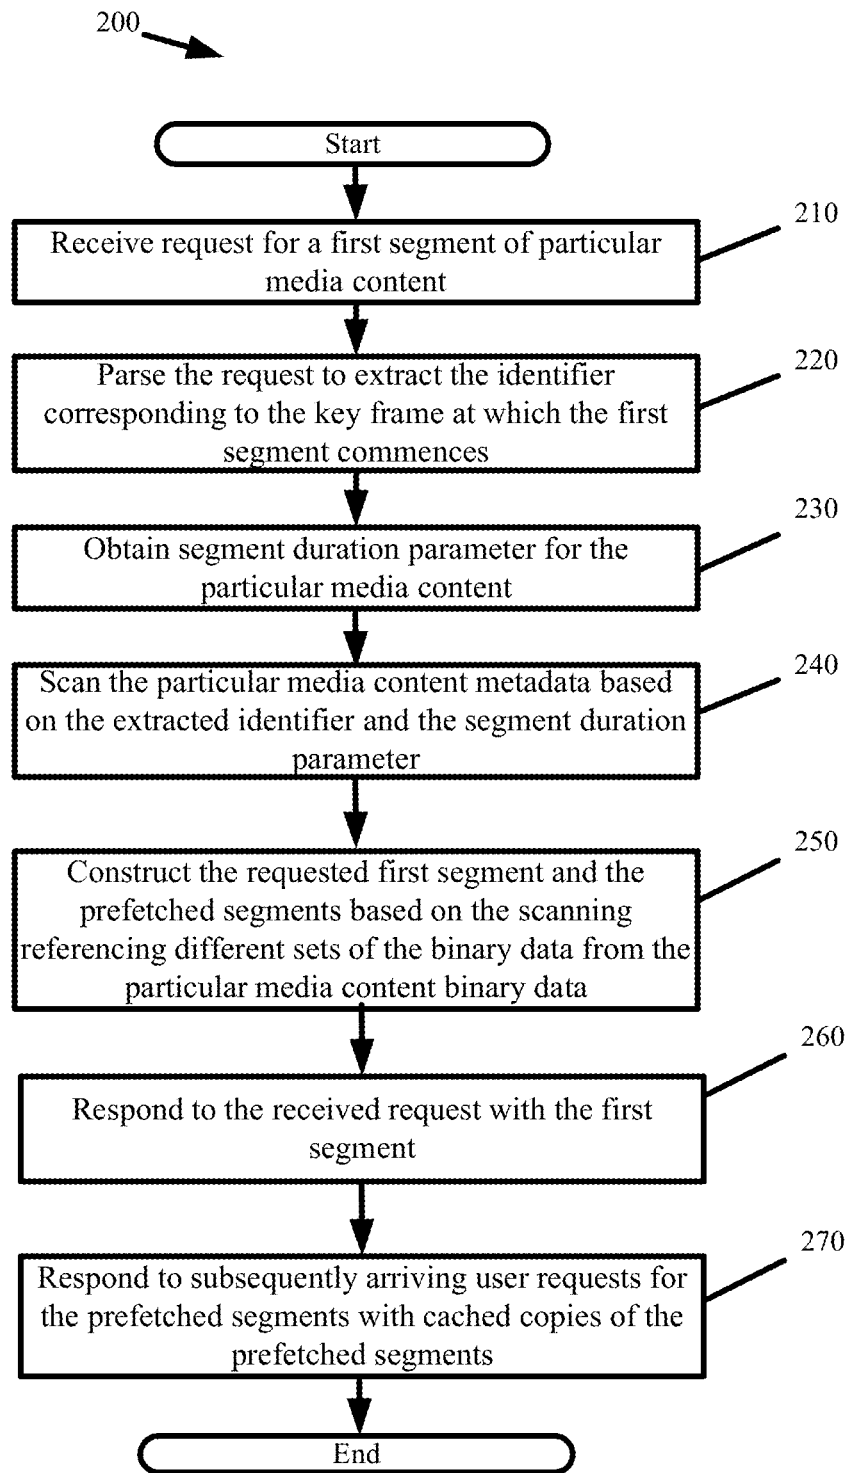 200
Start
210
Receive request for a first segment of particular
media content
220
Parse the request to extract the identifier
corresponding to the key frame at which the first
segment commences
230
Obtain segment duration parameter for the
particular media content
240
Scan the particular media content metadata based
on the extracted identifier and the segment duration
parameter
250
Construct the requested first segment and the
prefetched segments based on the scanning
referencing different sets of the binary data from the
particular media content binary data
260
Respond to the received request with the first
segment
270
Respond to subsequently arriving user requests for
the prefetched segments with cached copies of the
prefetched segments
End